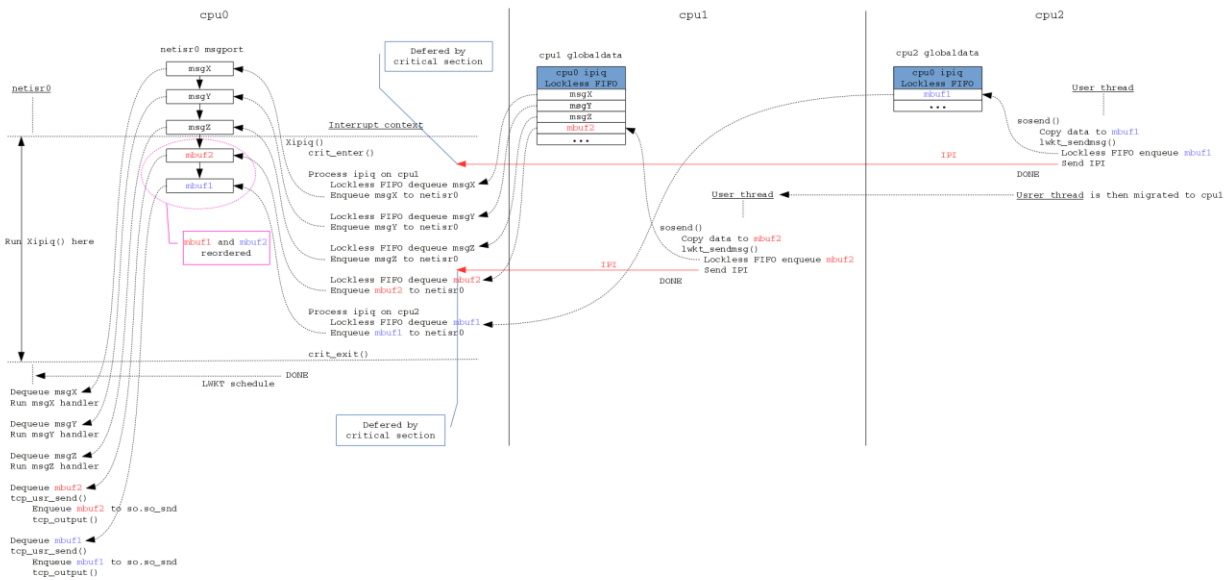 cpu0
cpu1
cpu2
netisr0 msgport
msgX
msgY
msgZ
mbuf2
mbuf1
netisr0
Defered by
critical section
Interrupt context
Xipiq()
crit_enter()
Process ipiq on cpu1
Lockless FIFO dequeue msgX
Enqueue msgX to netisr0
Lockless FIFO dequeue msgY
Enqueue msgY to netisr0
Lockless FIFO dequeue msgZ
Enqueue msgZ to netisr0
Lockless FIFO dequeue mbuf2
Enqueue mbuf2 to netisr0
Process ipiq on cpu2
Lockless FIFO dequeue mbuf1
Enqueue mbuf1 to netisr0
crit_exit()
DONE
LWKT schedule
Run Xipiq() here
mbuf1 and mbuf2
reordered
Dequeue msgX
Run msgX handler
Dequeue msgY
Run msgY handler
Dequeue msgZ
Run msgZ handler
Dequeue mbuf2
tcp_usr_send()
Enqueue mbuf2 to so.so_snd
tcp_output()
Dequeue mbuf1
tcp_usr_send()
Enqueue mbuf1 to so.so_snd
tcp_output()
Defered by
critical section
cpu1 globaldata
cpu0 ipiq
Lockless FIFO
msgX
msgY
msgZ
mbuf2
...
IPI
User thread
sosend()
Copy data to mbuf2
lwkt_sendmsg()
Lockless FIFO enqueue mbuf2
Send IPI
DONE
IPI
cpu2 globaldata
cpu0 ipiq
Lockless FIFO
mbuf1
...
User thread
sosend()
Copy data to mbuf1
lwkt_sendmsg()
Lockless FIFO enqueue mbuf1
Send IPI
DONE
Usrer thread is then migrated to cpu1